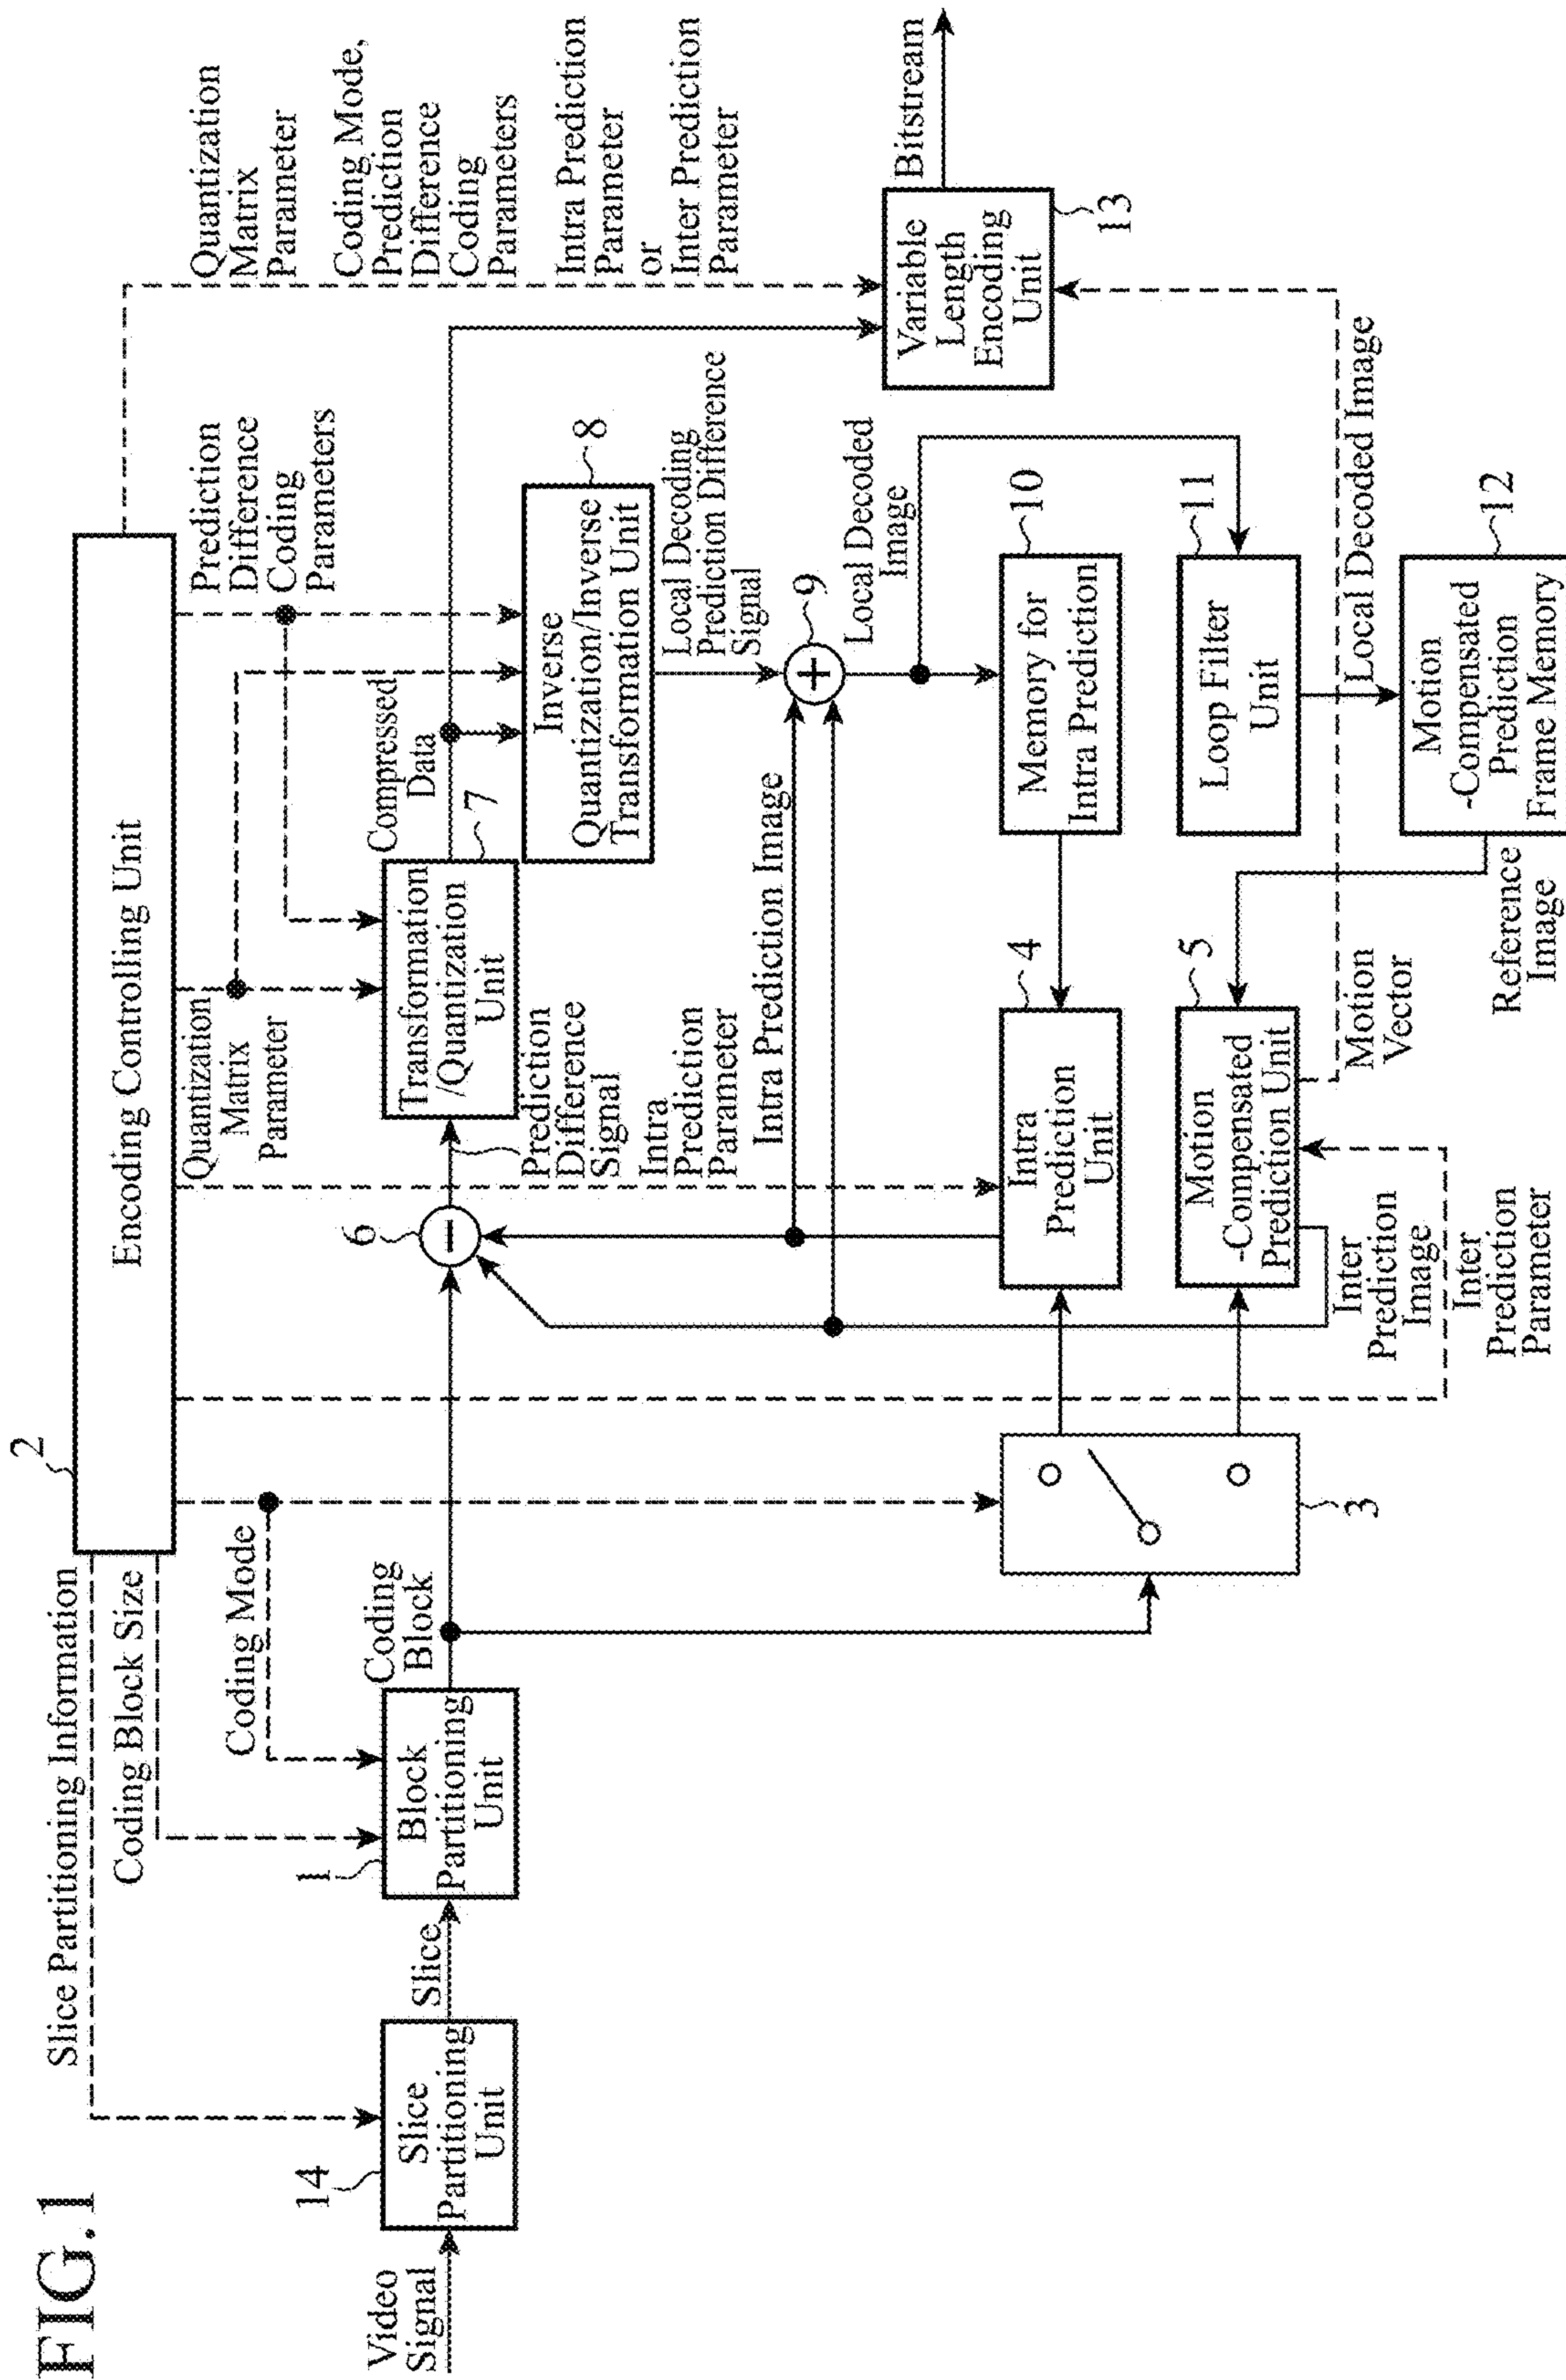 FIG.1
2
Encoding Controlling Unit
Slice Partitioning Information
Coding Block Size
Coding Mode
Quantization
Matrix
Parameter
Prediction
Difference
Coding
Parameters
Quantization
Matrix
Parameter
Coding Mode,
Prediction
Difference
Coding
Parameters
Intra Prediction
Parameter
or
Inter Prediction
Parameter
Video
Signal
14
Slice
Partitioning
Unit
Slice
1
Block
Partitioning
Unit
Coding
Block
6
−
Prediction
Difference
Signal
Transformation
/Quantization
Unit
7
Compressed
Data
Inverse
Quantization/Inverse
Transformation Unit
8
Local Decoding
Prediction Difference
Signal
Intra
Prediction
Parameter
Intra Prediction Image
+
9
Local Decoded
Image
Variable
Length
Encoding
Unit
13
Bitstream
3
Intra
Prediction
Unit
4
Memory for
Intra Prediction
10
Motion
-Compensated
Prediction Unit
5
Loop Filter
Unit
11
Inter
Prediction
Image
Inter
Prediction
Parameter
Motion
Vector
Local Decoded Image
Reference
Image
Motion
-Compensated
Prediction
Frame Memory
12